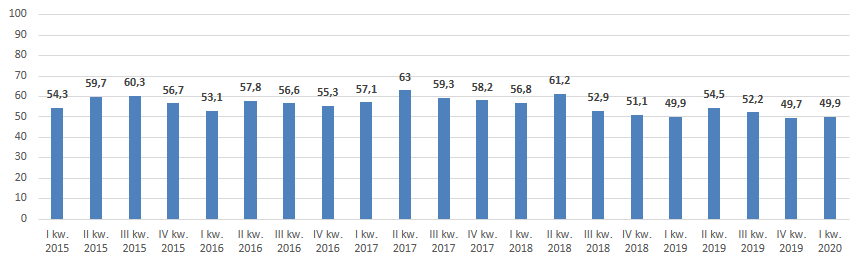 100
90
80
70
60
50
40
30
20
10
0
54,3
59,7
60,3
56,7
53,1
57,8
56,6
55,3
57,1
63
59,3
58,2
56,8
61,2
52,9
51,1
49,9
54,5
52,2
49,7
49,9
I kw. 2015
II kw. 2015
III kw. 2015
IV kw. 2015
I kw. 2016
II kw. 2016
III kw. 2016
IV kw. 2016
I kw. 2017
II kw. 2017
III kw. 2017
IV kw. 2017
I kw. 2018
II kw. 2018
III kw. 2018
IV kw. 2018
I kw. 2019
II kw. 2019
III kw. 2019
IV kw. 2019
I kw. 2020